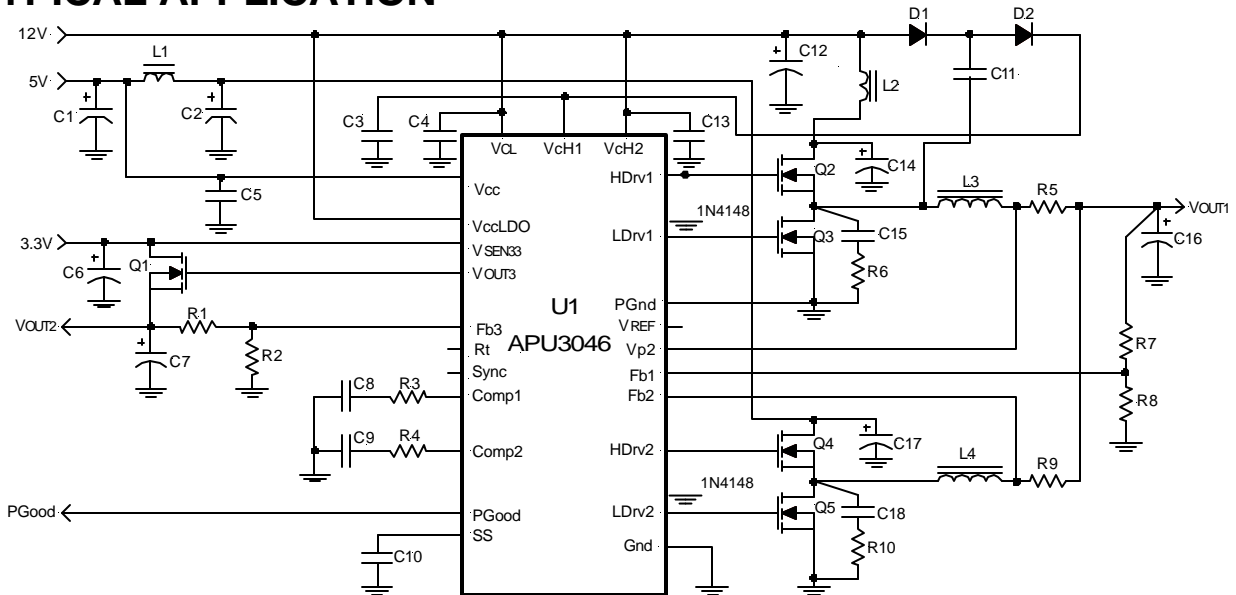 TYPICAL APPLICATION
D1
D2
12V
L1
C12
5V
C11
L2
C1
C2
C3
C4
C13
VCL
VcH1
VcH2
C14
Vcc
HDrv1
Q2
C5
L3
R5
VccLDO
1N4148
VOUT1
3.3V
VSEN33
LDrv1
Q3
C15
C16
C6
Q1
VOUT3
R6
U1
PGnd
VOUT2
R1
VREF
Fb3
APU3046
C7
R2
Rt
Vp2
R7
Sync
Fb1
C8
R3
Comp1
Fb2
R8
C9
R4
Q4
C17
Comp2
HDrv2
L4
R9
1N4148
PGood
PGood
LDrv2
Q5
C18
SS
C10
Gnd
R10